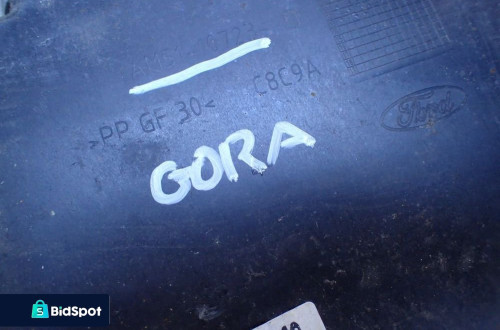 >PP GF 30<
C8C9A
Ford
GORA
BidSpot